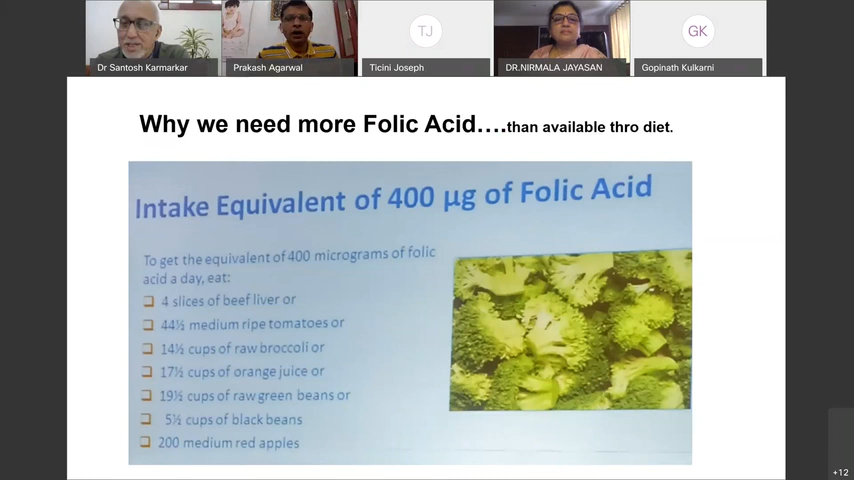 TJ
GK
Dr Santosh Karmarkar
Prakash Agarwal
Ticini Joseph
DR.NIRMALA JAYASAN
Gopinath Kulkarni
Why we need more Folic Acid….than available thro diet.
Intake Equivalent of 400 µg of Folic Acid
To get the equivalent of 400 micrograms of folic
acid a day, eat:
4 slices of beef liver or
44½ medium ripe tomatoes or
14½ cups of raw broccoli or
17½ cups of orange juice or
19½ cups of raw green beans or
5½ cups of black beans
200 medium red apples
+12